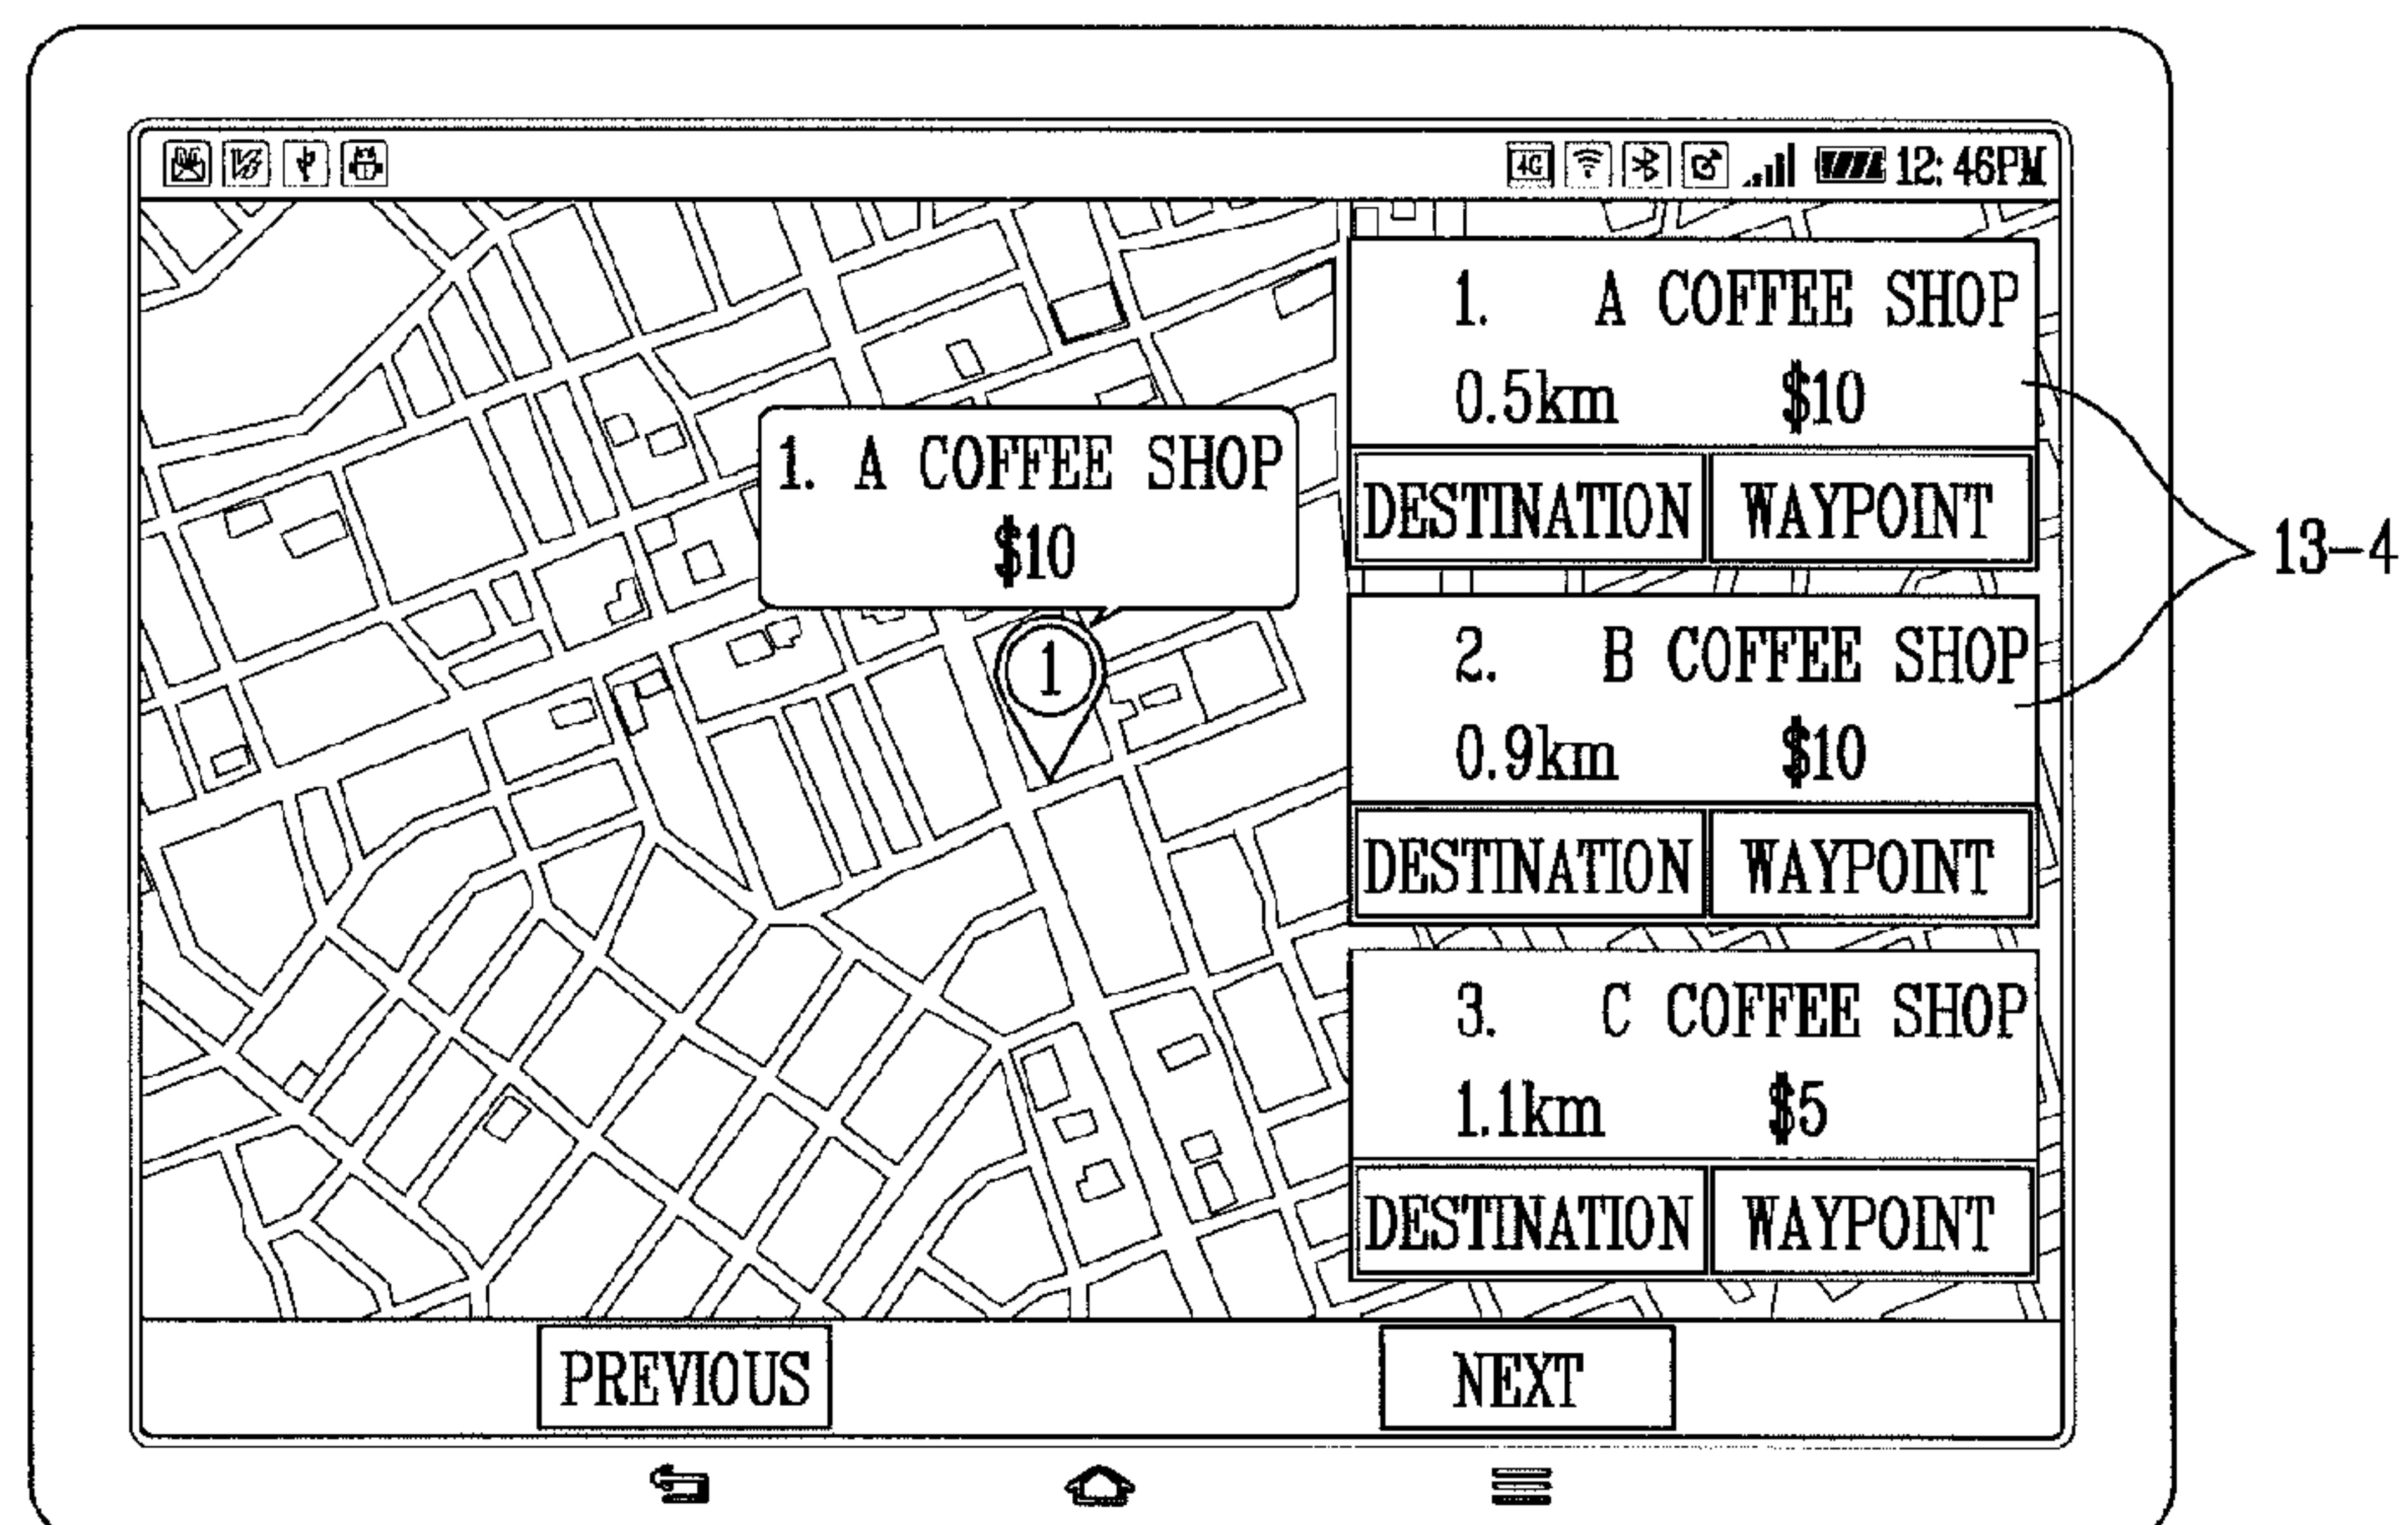 4G 12:46PM
1. A COFFEE SHOP
0.5km $10
DESTINATION WAYPOINT
1. A COFFEE SHOP
$10
1
13-4
2. B COFFEE SHOP
0.9km $10
DESTINATION WAYPOINT
3. C COFFEE SHOP
1.1km $5
DESTINATION WAYPOINT
PREVIOUS NEXT